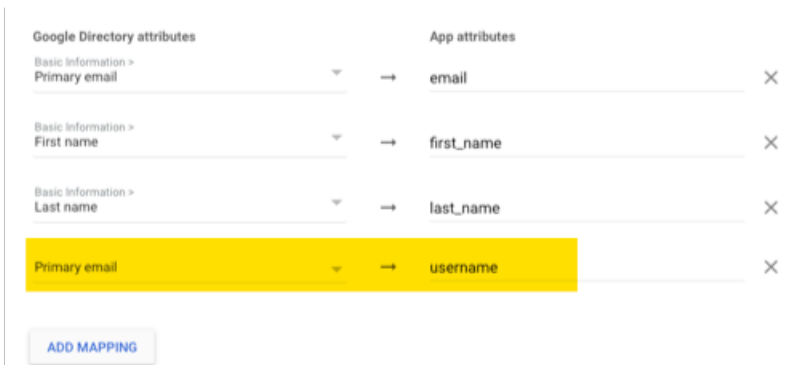 Google Directory attributes App attributes
Basic Information >
Primary email → email
Basic Information >
First name → first_name
Basic Information >
Last name → last_name
Primary email → username
ADD MAPPING